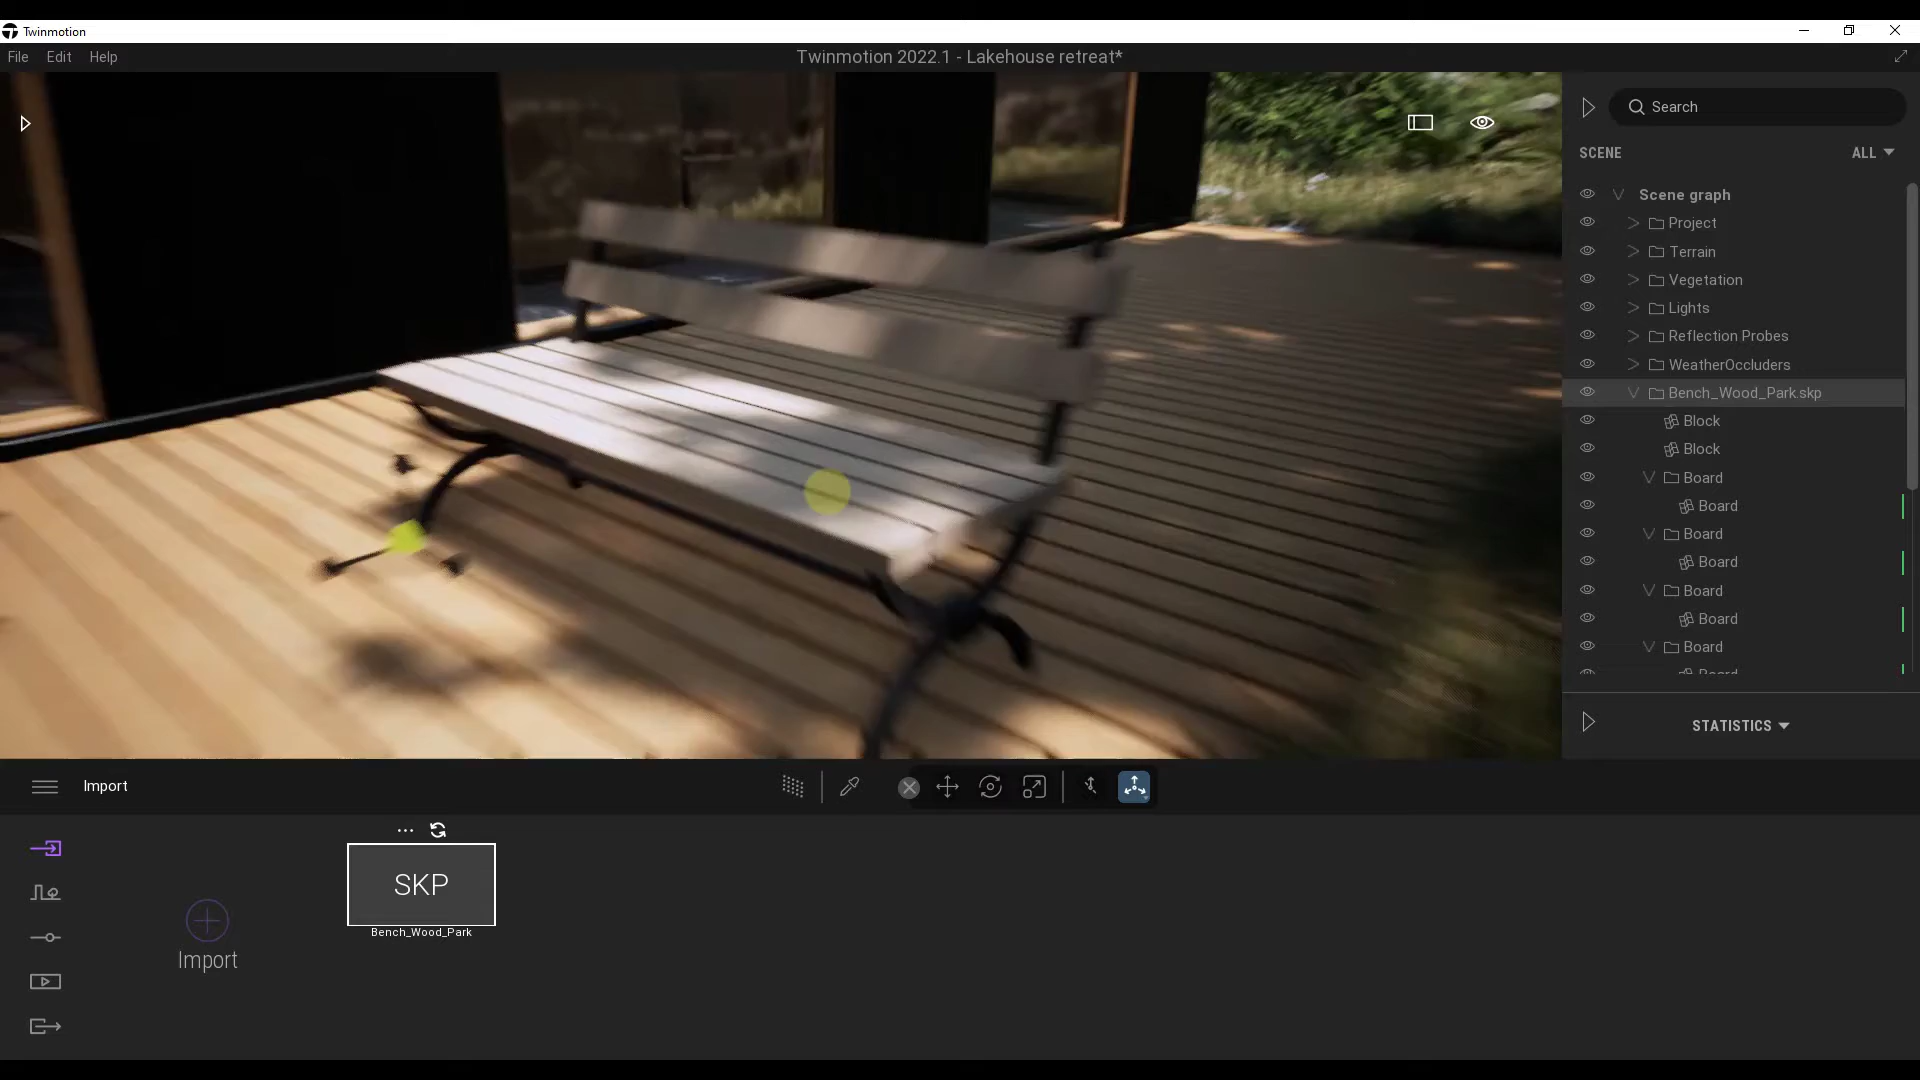 Twinmotion
File Edit Help
Twinmotion 2022.1 - Lakehouse retreat*
Search
SCENE
ALL
Scene graph
Project
Terrain
Vegetation
Lights
Reflection Probes
WeatherOccluders
Bench_Wood_Park.skp
Block
Block
Board
Board
Board
Board
Board
Board
Board
Board
STATISTICS
Import
SKP
Bench_Wood_Park
Import